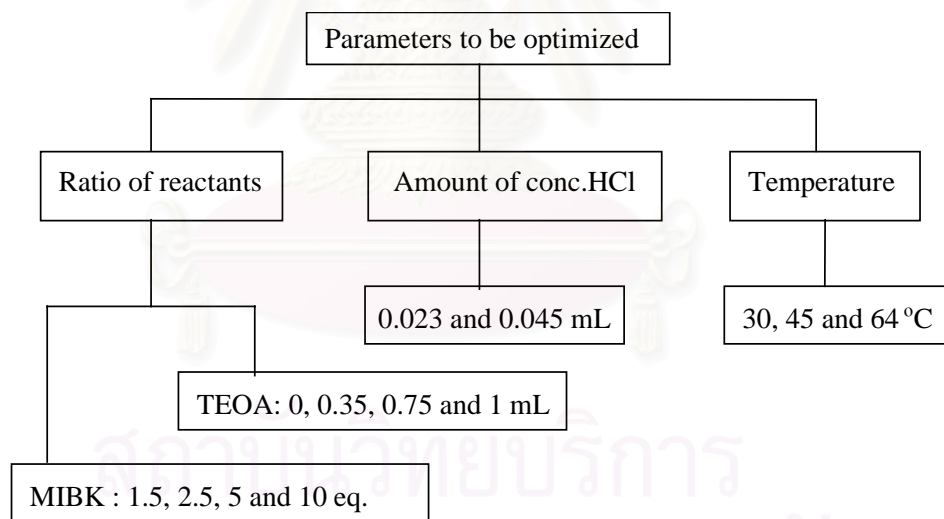 Parameters to be optimized
Ratio of reactants
Amount of conc.HCl
Temperature
0.023 and 0.045 mL
30, 45 and 64 °C
TEOA: 0, 0.35, 0.75 and 1 mL
สถาบันวิทยบริการ
MIBK : 1.5, 2.5, 5 and 10 eq.